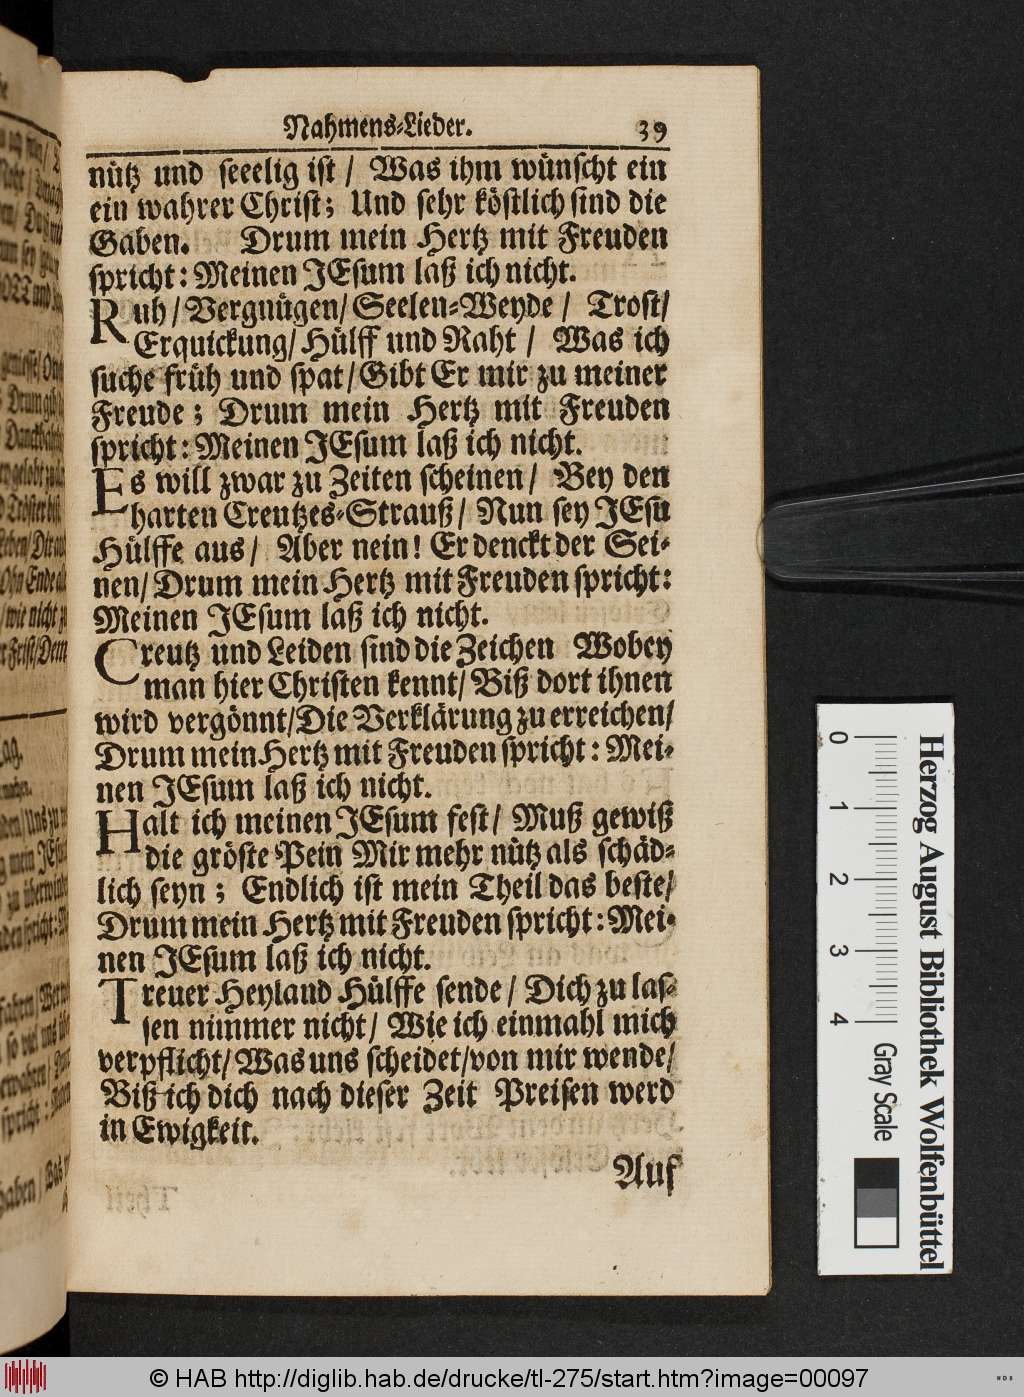 Nahmens-Lieder. 39
nütz und seeelig ist / Was ihm wünscht ein
ein wahrer Christ; Und sehr köstlich sind die
Gaben. Drum mein Hertz mit Freuden
spricht: Meinen JEsum laß ich nicht.
Ruh / Vergnügen / Seelen-Weyde / Trost /
Erquickung / Hülff und Raht / Was ich
suche früh und spat / Gibt Er mir zu meiner
Freude; Drum mein Hertz mit Freuden
spricht: Meinen JEsum laß ich nicht.
Es will zwar zu Zeiten scheinen / Bey den
harten Creutzes-Strauß / Nun sey JEsu
Hülffe aus / Aber nein! Er denckt der Sei-
nen / Drum mein Hertz mit Freuden spricht:
Meinen JEsum laß ich nicht.
Creutz und Leiden sind die Zeichen Wobey
man hier Christen kennt / Biß dort ihnen
wird vergönnt / Die Verklärung zu erreichen /
Drum mein Hertz mit Freuden spricht: Mei-
nen JEsum laß ich nicht.
Halt ich meinen JEsum fest / Muß gewiß
die gröste Pein Mir mehr nütz als schäd-
lich seyn; Endlich ist mein Theil das beste /
Drum mein Hertz mit Freuden spricht: Mei-
nen JEsum laß ich nicht.
Treuer Heyland Hülffe sende / Dich zu las-
sen nimmer nicht / Wie ich einmahl mich
verpflicht / Was uns scheidet / von mir wende /
Biß ich dich nach dieser Zeit Preisen werd
in Ewigkeit.
Auf
0 1 2 3 4 Gray Scale
Herzog August Bibliothek Wolfenbüttel
© HAB http://diglib.hab.de/drucke/tl-275/start.htm?image=00097